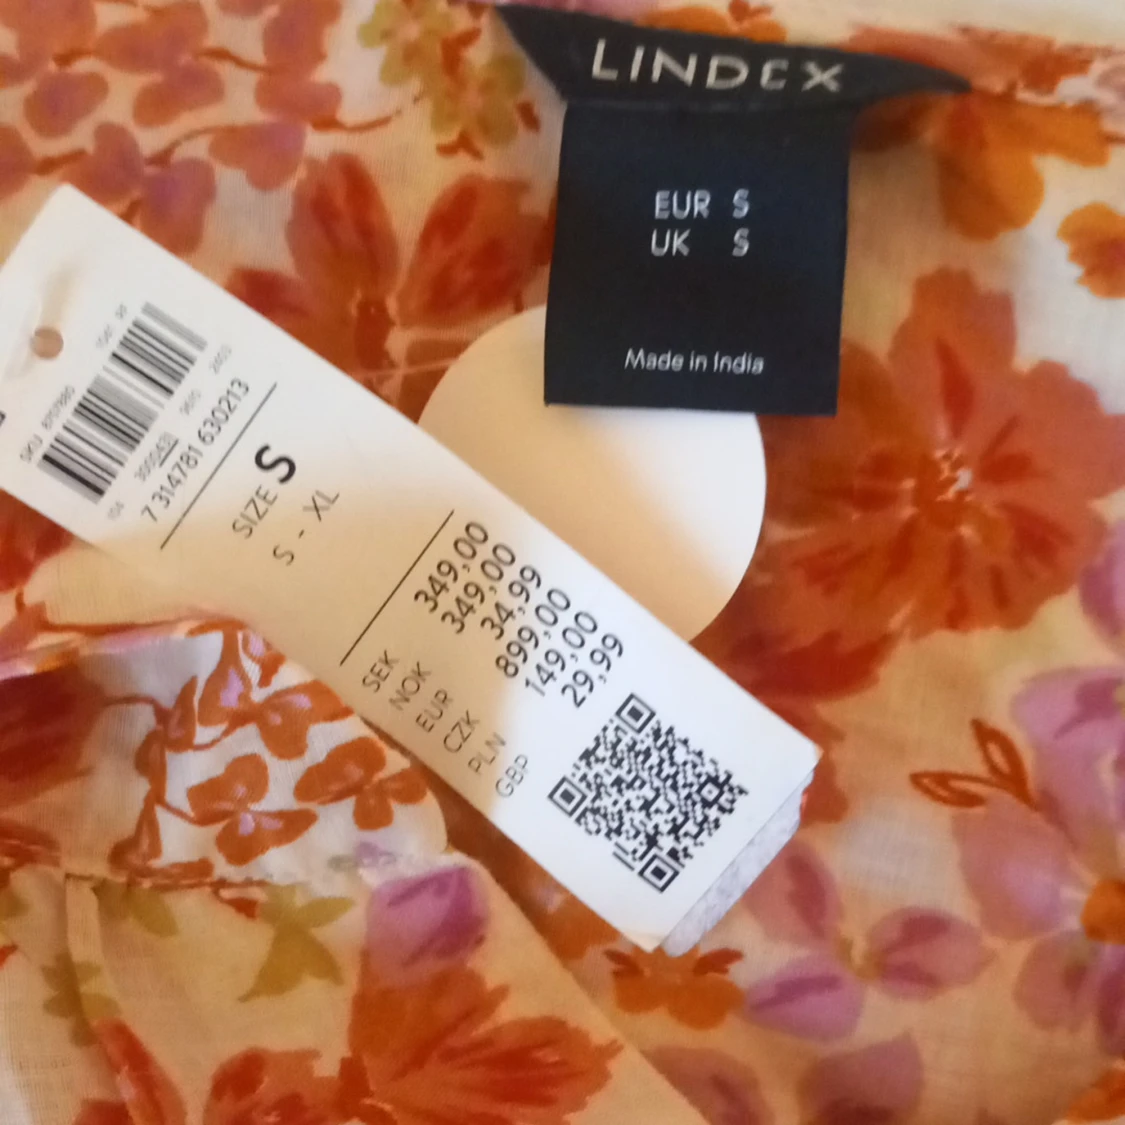 LINDEX
EUR S
UK S
Made in India
7 314781 630213
SIZE S
S - XL
SEK 349,00
NOK 349,00
EUR 34,99
CZK 899,00
PLN 149,00
GBP 29,99